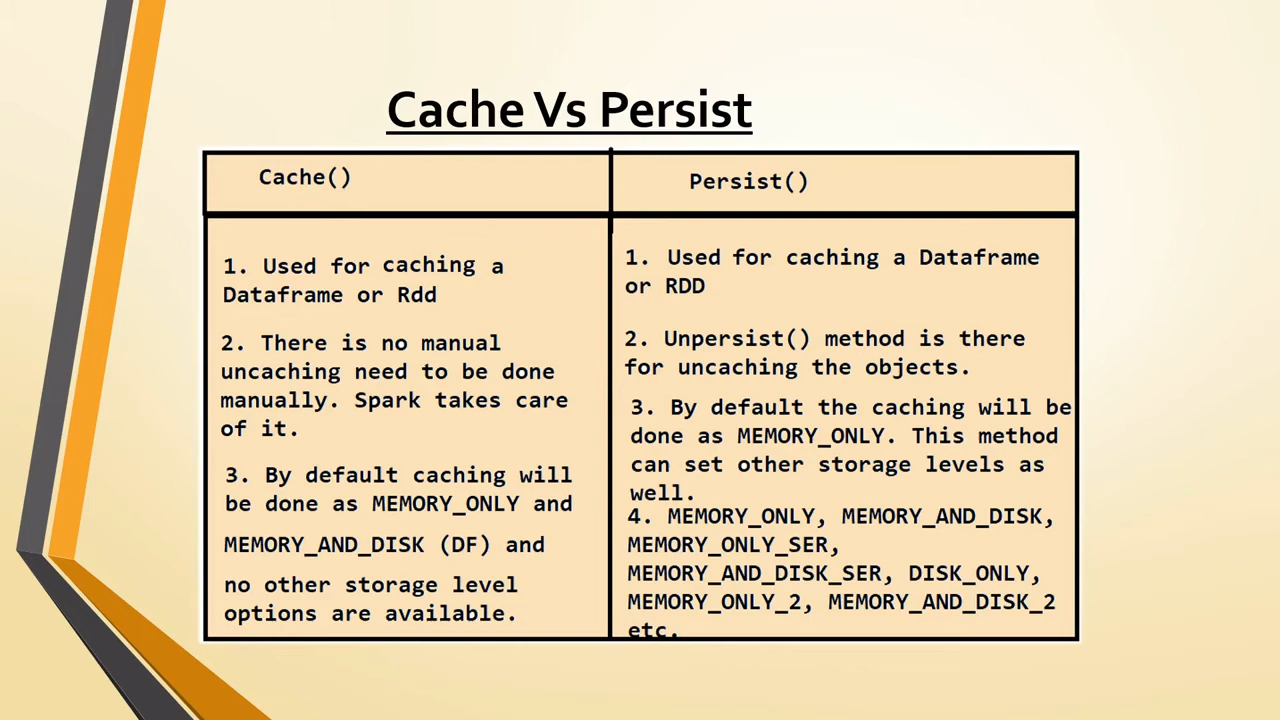 Cache Vs Persist
Cache()
1. Used for caching a
Dataframe or Rdd
2. There is no manual
uncaching need to be done
manually. Spark takes care
of it.
3. By default caching will
be done as MEMORY_ONLY and
MEMORY_AND_DISK (DF) and
no other storage level
options are available.
Persist()
1. Used for caching a Dataframe
or RDD
2. Unpersist() method is there
for uncaching the objects.
3. By default the caching will be
done as MEMORY_ONLY. This method
can set other storage levels as
well.
4. MEMORY_ONLY, MEMORY_AND_DISK,
MEMORY_ONLY_SER,
MEMORY_AND_DISK_SER, DISK_ONLY,
MEMORY_ONLY_2, MEMORY_AND_DISK_2
etc.